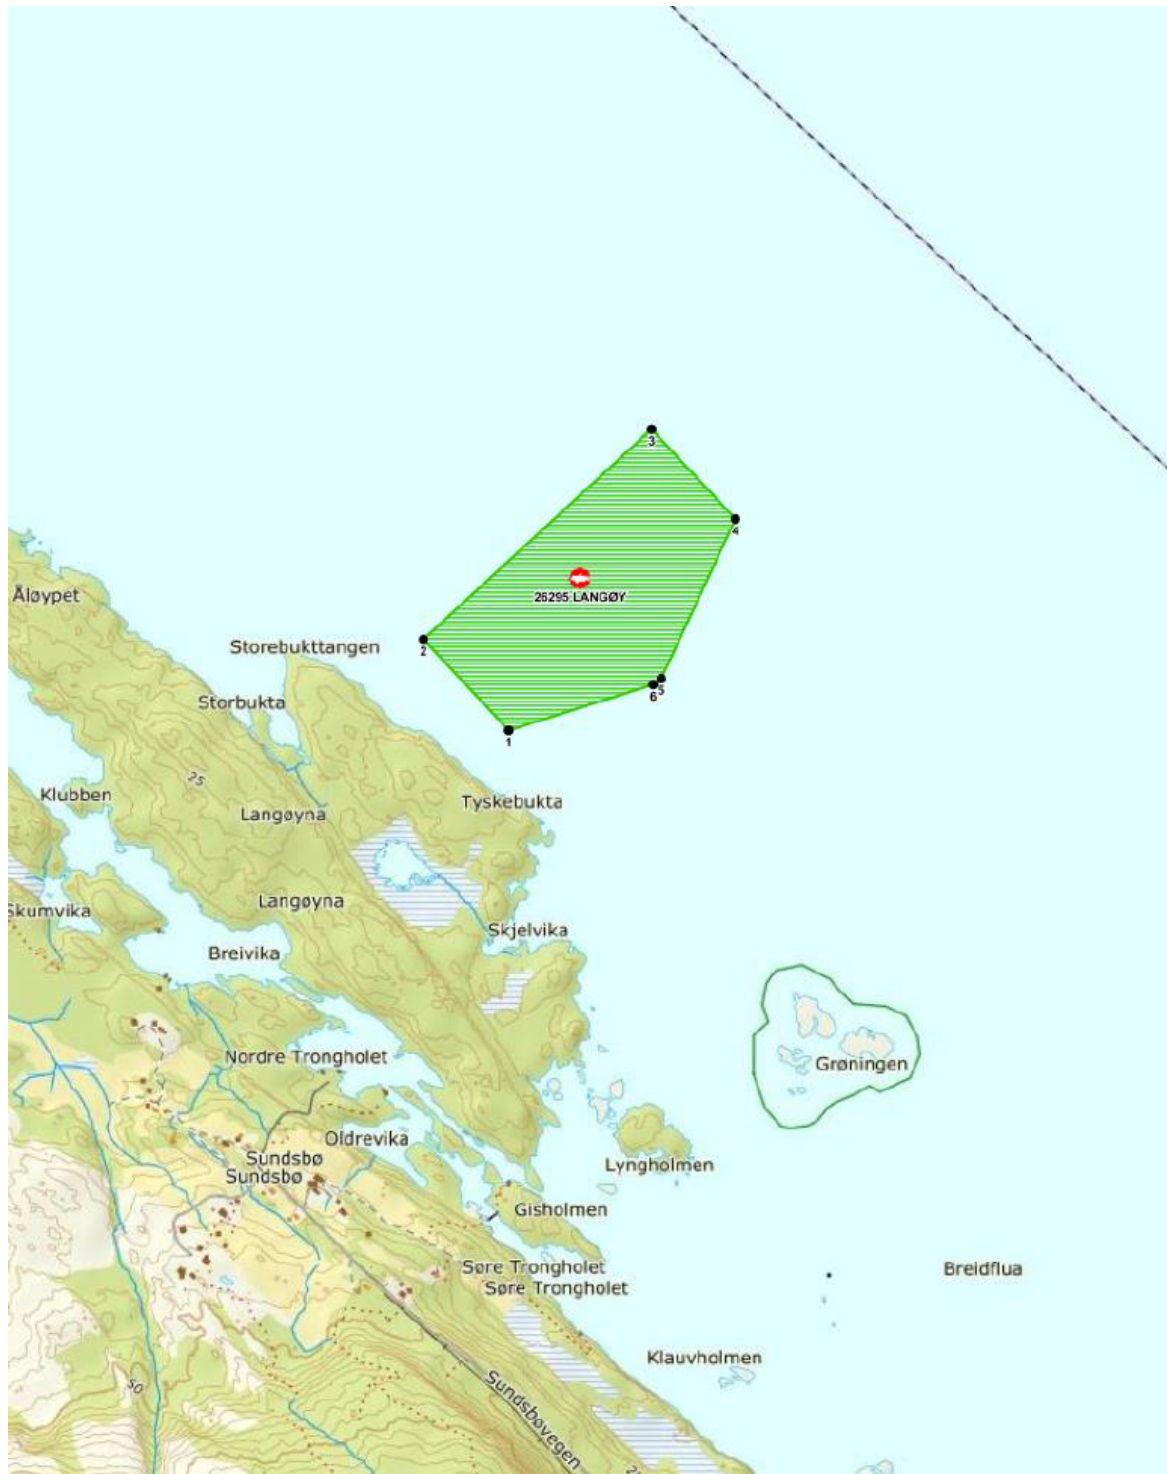 3
4
26295 LANGØY
Åløypet
2
Storebukttangen
5
6
Storbukta
1
25
Klubben
Tyskebukta
Langøyna
Langøyna
Skumvika
Skjelvika
Breivika
Nordre Trongholet
Grøningen
Oldrevika
Sundsbø
Lyngholmen
Sundsbø
Gisholmen
Søre Trongholet
Breidflua
Søre Trongholet
Klauvholmen
50
Sundsbøvegen